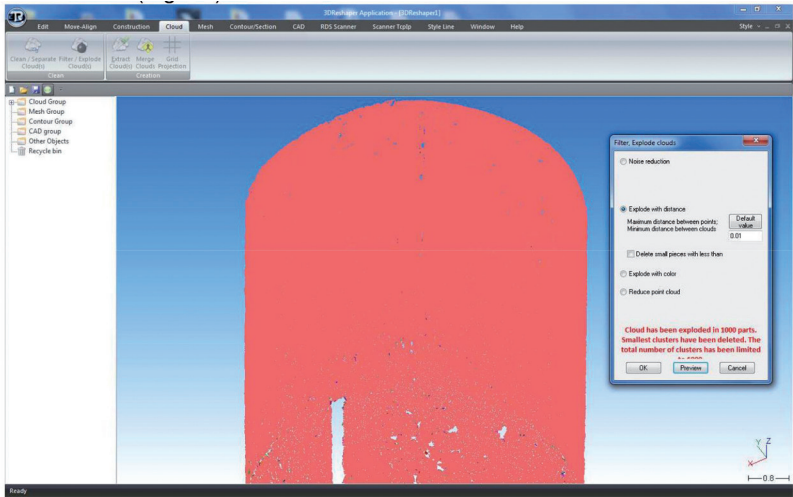 3DReshaper Application - [3DReshaper1]
Edit Move-Align Construction Cloud Mesh Contour/Section CAD RDS Scanner Scanner Tcplp Style Line Window Help Style
Clean / Separate Filter / Explode Extract Merge Grid
Cloud(s) Cloud(s) Cloud(s) Clouds Projection
Clean Creation
Cloud Group
Mesh Group
Contour Group
CAD group
Other Objects
Recycle bin
Filter, Explode clouds
Noise reduction
Explode with distance
Maximum distance between points;
Minimum distance between clouds
Default
value
0.01
Delete small pieces with less than
Explode with color
Reduce point cloud
Cloud has been exploded in 1000 parts.
Smallest clusters have been deleted. The
total number of clusters has been limited
OK Preview Cancel
Y Z
X
0.8
Ready